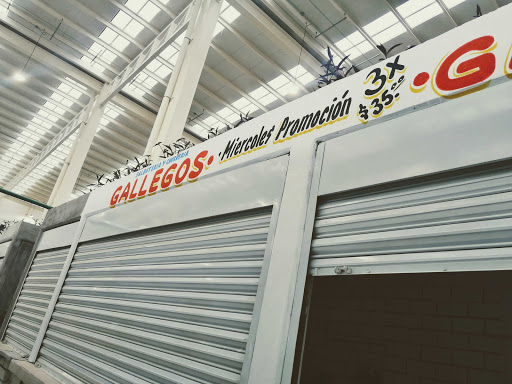 GALLEGOS
Miercoles Promoción
3x
$35.00
G